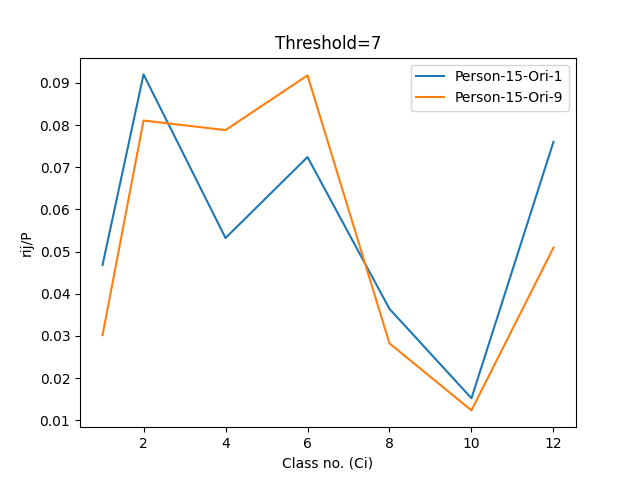 Threshold=7
Person-15-Ori-1
Person-15-Ori-9
rij/P
0.09
0.08
0.07
0.06
0.05
0.04
0.03
0.02
0.01
2 4 6 8 10 12
Class no. (Ci)